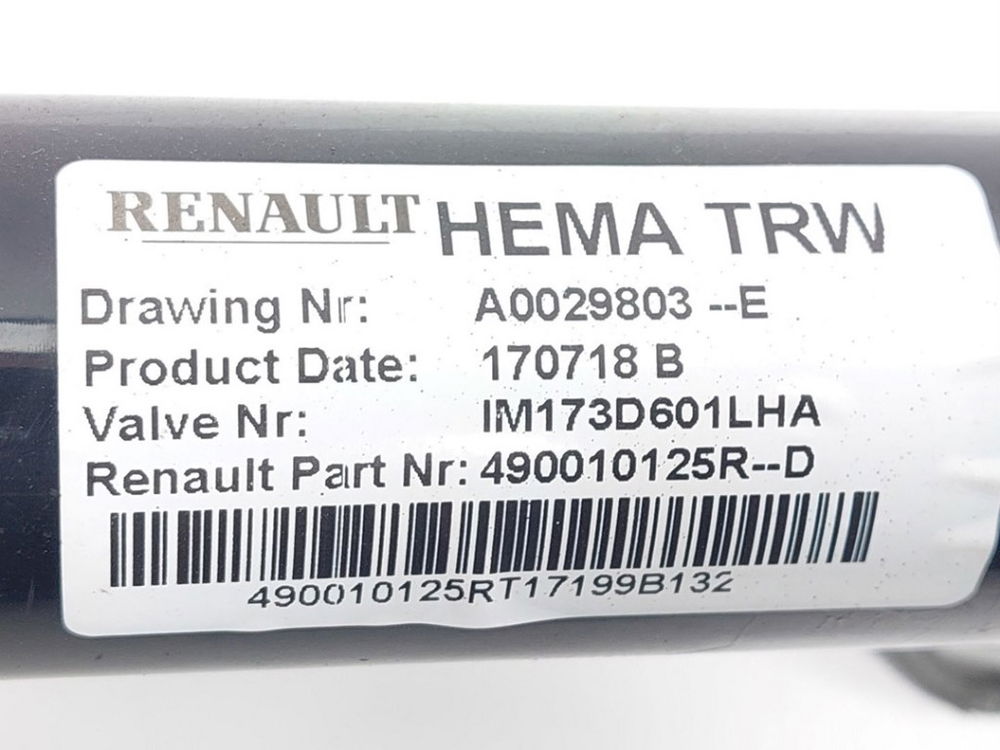 RENAULT HEMA TRW
Drawing Nr: A0029803 --E
Product Date: 170718 B
Valve Nr: IM173D601LHA
Renault Part Nr: 490010125R--D
490010125RT17199B132